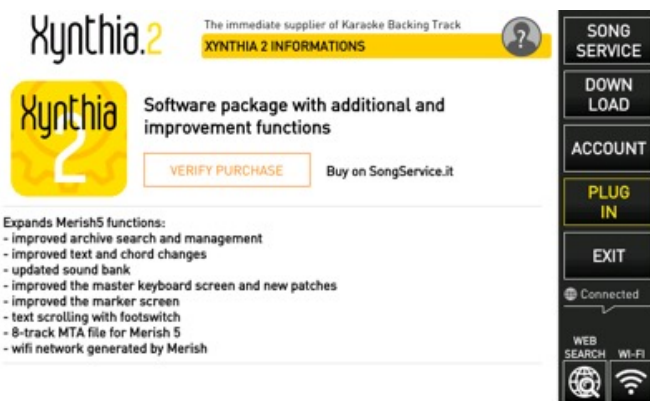 Xynthia.2
The immediate supplier of Karaoke Backing Track
XYNTHIA 2 INFORMATIONS
?
Xynthia
2
Software package with additional and
improvement functions
VERIFY PURCHASE
Buy on SongService.it
Expands Merish5 functions:
- improved archive search and management
- improved text and chord changes
- updated sound bank
- improved the master keyboard screen and new patches
- improved the marker screen
- text scrolling with footswitch
- 8-track MTA file for Merish 5
- wifi network generated by Merish
SONG
SERVICE
DOWN
LOAD
ACCOUNT
PLUG
IN
EXIT
Connected
WEB
SEARCH
WI-FI